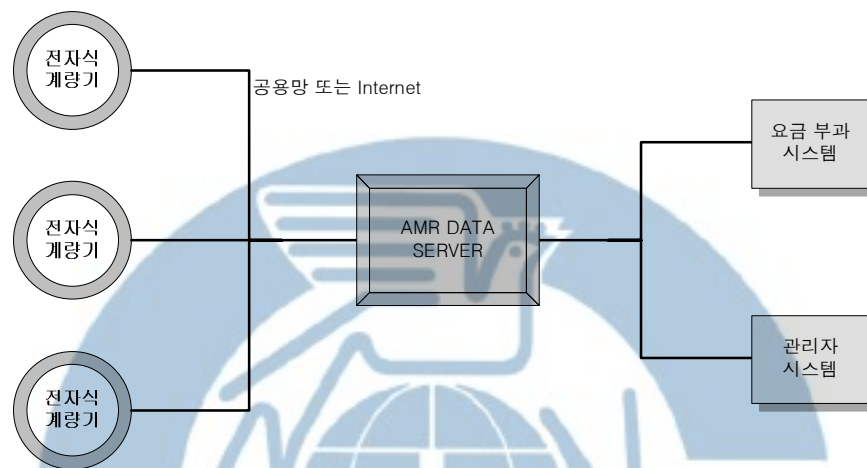 전자식
계량기
공용망 또는 Internet
요금 부과
시스템
전자식
계량기
AMR DATA
SERVER
관리자
시스템
전자식
계량기